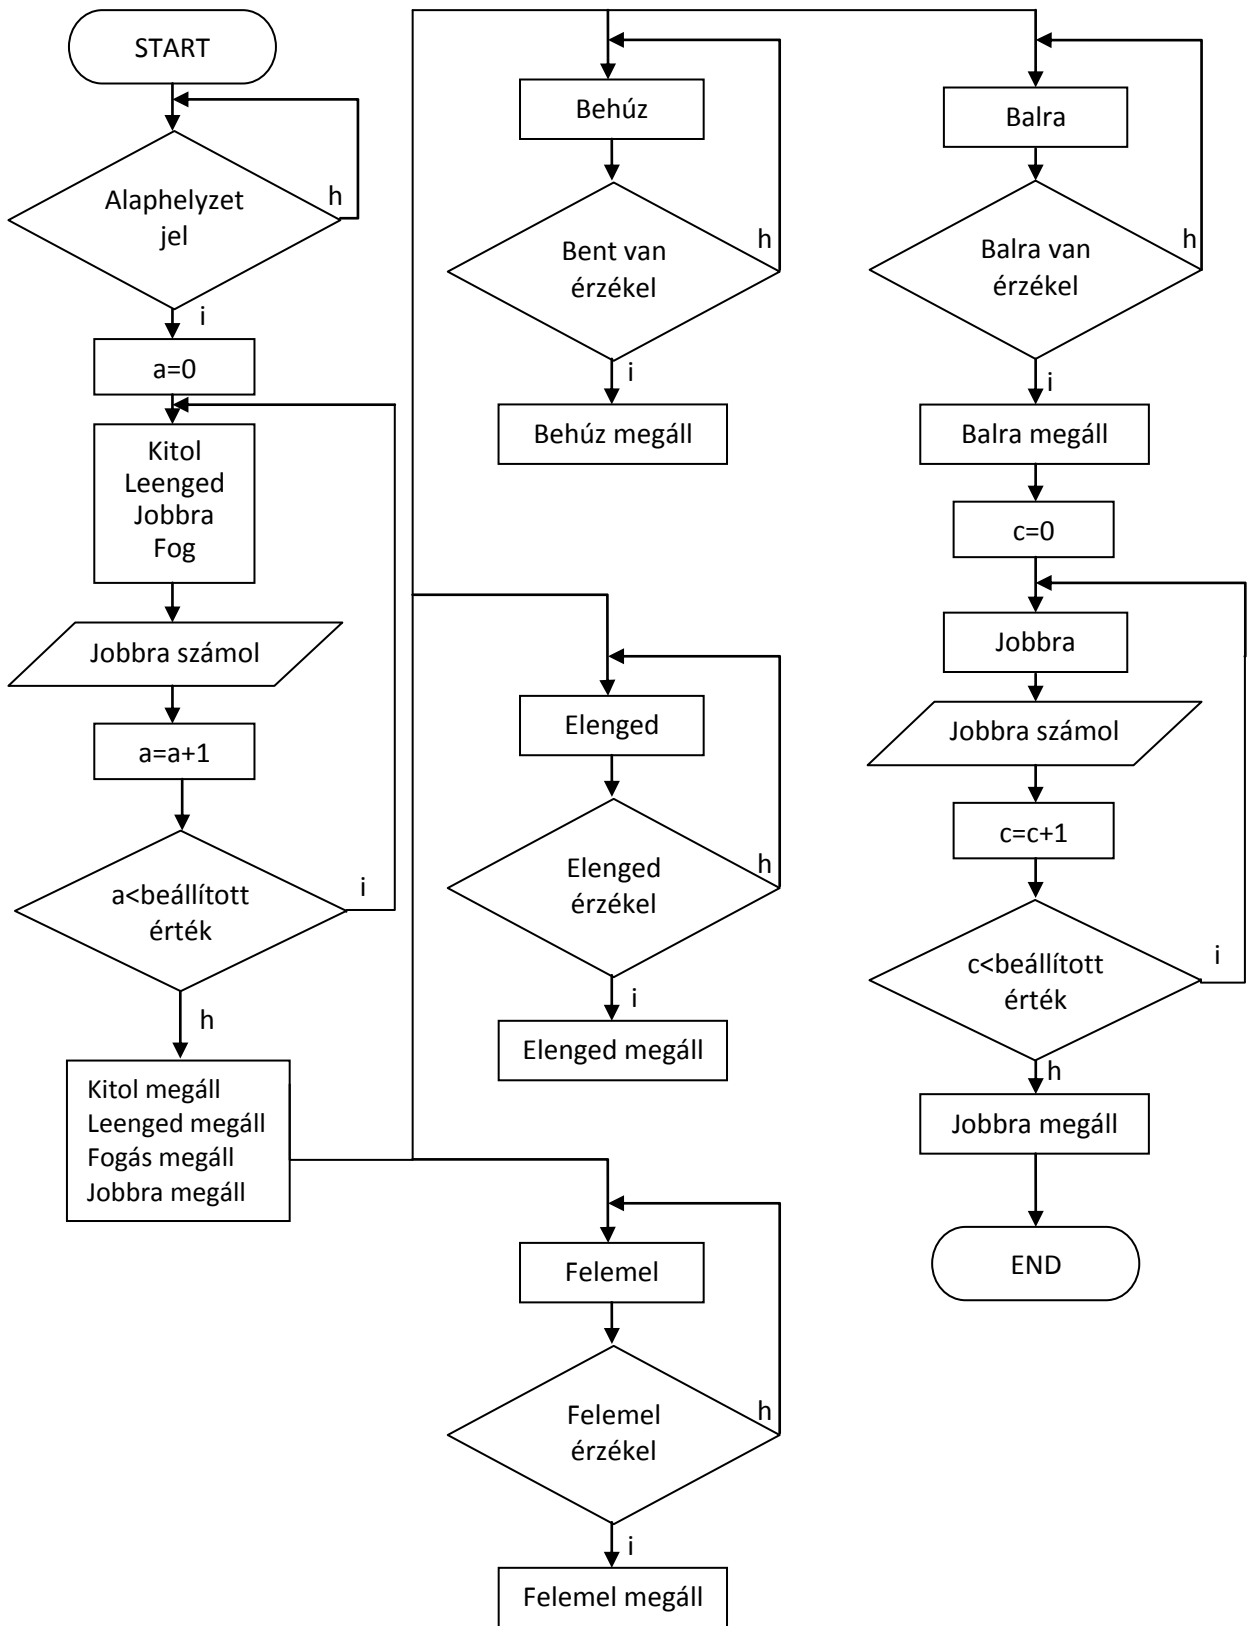 START
Alaphelyzet
jel
h
i
a=0
Kitol
Leenged
Jobbra
Fog
Jobbra számol
a=a+1
a<beállított
érték
i
h
Kitol megáll
Leenged megáll
Fogás megáll
Jobbra megáll
Behúz
Bent van
érzékel
h
i
Behúz megáll
Elenged
Elenged
érzékel
h
i
Elenged megáll
Felemel
Felemel
érzékel
h
i
Felemel megáll
Balra
Balra van
érzékel
h
i
Balra megáll
c=0
Jobbra
Jobbra számol
c=c+1
c<beállított
érték
i
h
Jobbra megáll
END